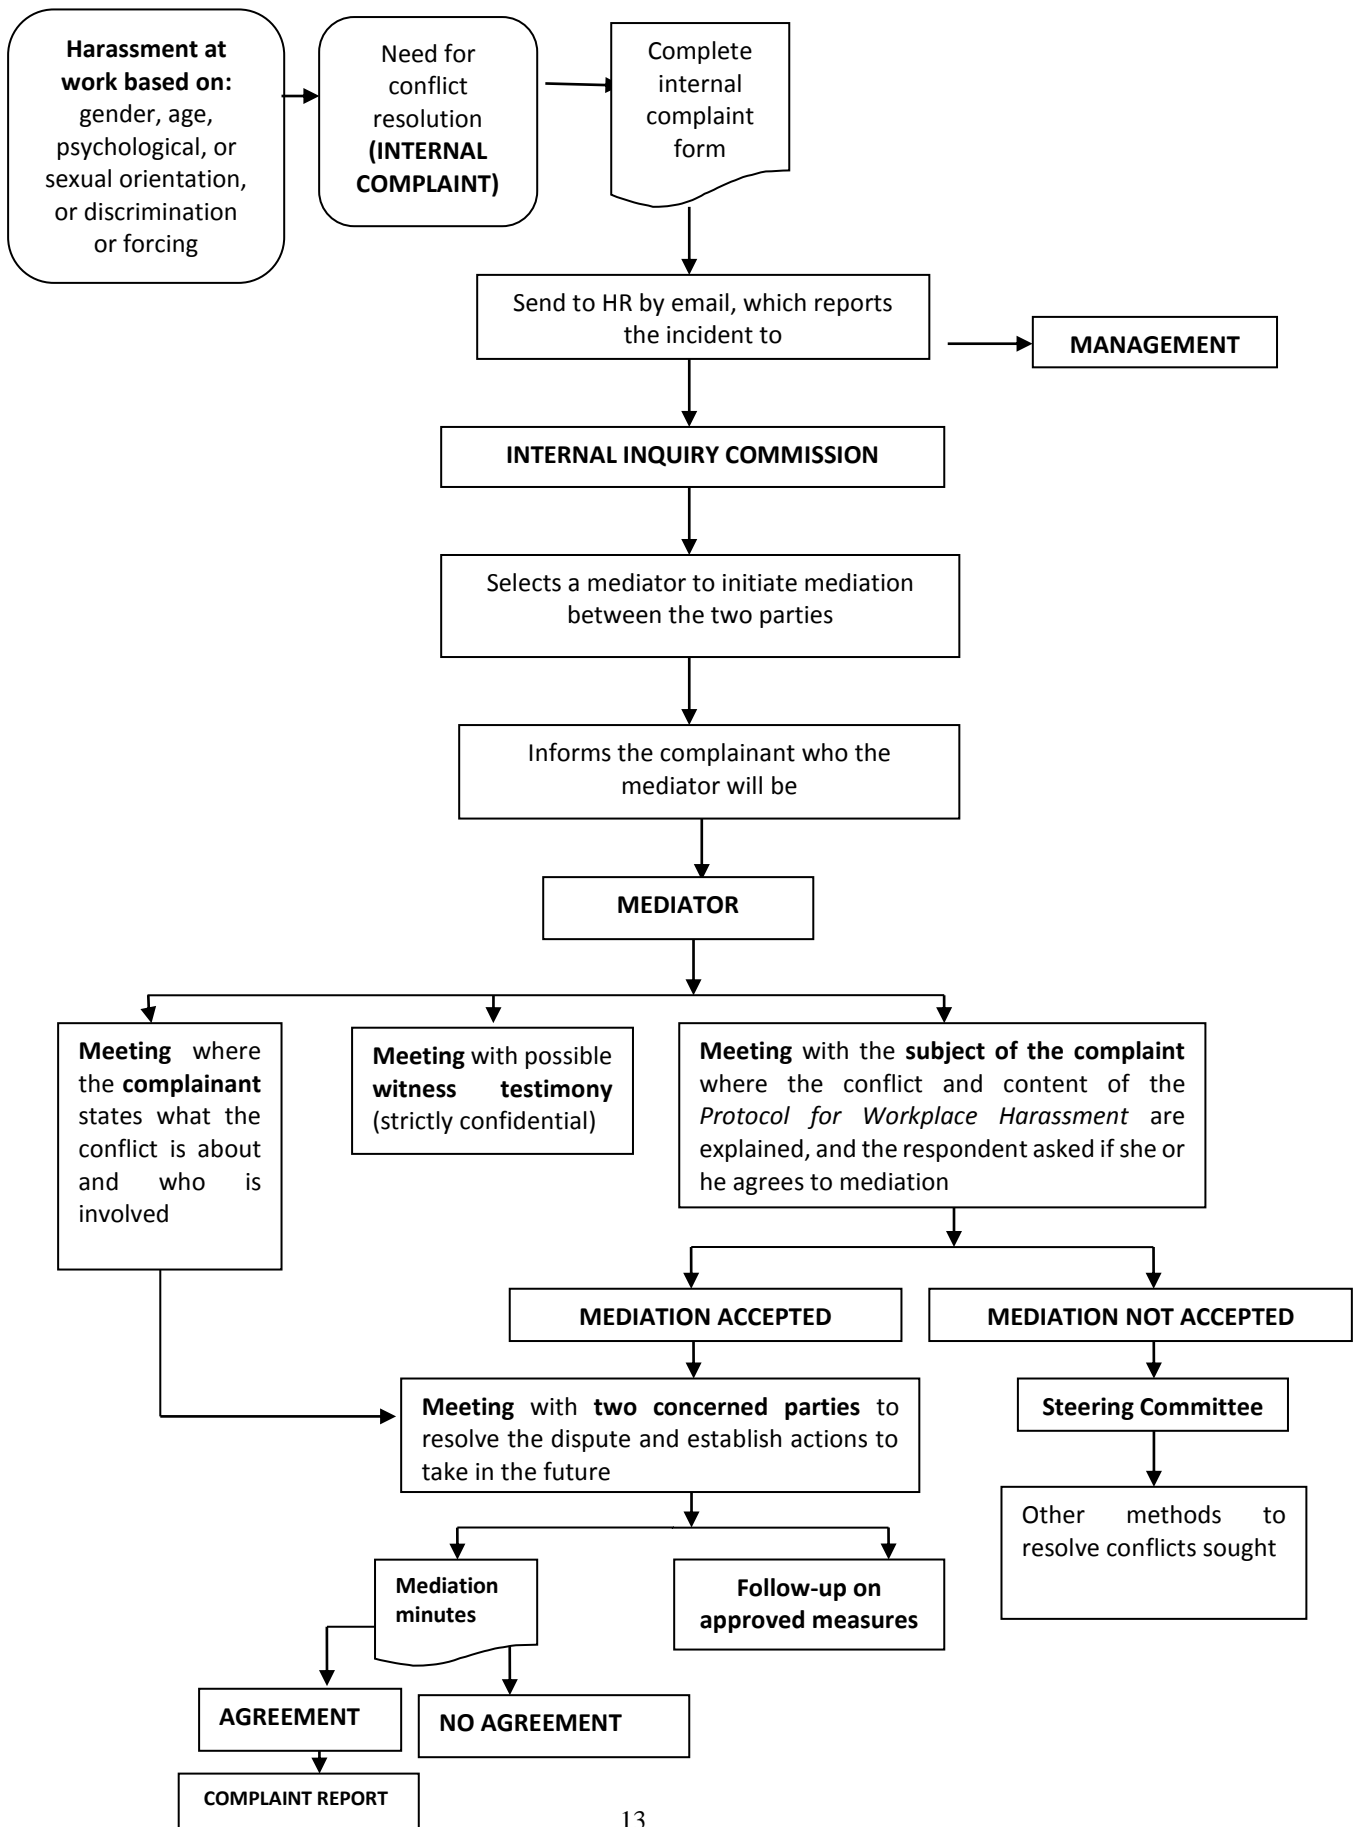 Harassment at
work based on:
gender, age,
psychological, or
sexual orientation,
or discrimination
or forcing
Need for
conflict
resolution
(INTERNAL
COMPLAINT)
Complete
internal
complaint
form
Send to HR by email, which reports
the incident to
MANAGEMENT
INTERNAL INQUIRY COMMISSION
Selects a mediator to initiate mediation
between the two parties
Informs the complainant who the
mediator will be
MEDIATOR
Meeting where
the complainant
states what the
conflict is about
and who is
involved
Meeting with possible
witness testimony
(strictly confidential)
Meeting with the subject of the complaint
where the conflict and content of the
Protocol for Workplace Harassment are
explained, and the respondent asked if she or
he agrees to mediation
MEDIATION ACCEPTED
MEDIATION NOT ACCEPTED
Meeting with two concerned parties to
resolve the dispute and establish actions to
take in the future
Steering Committee
Other methods to
resolve conflicts sought
Mediation
minutes
Follow-up on
approved measures
AGREEMENT
NO AGREEMENT
COMPLAINT REPORT
13